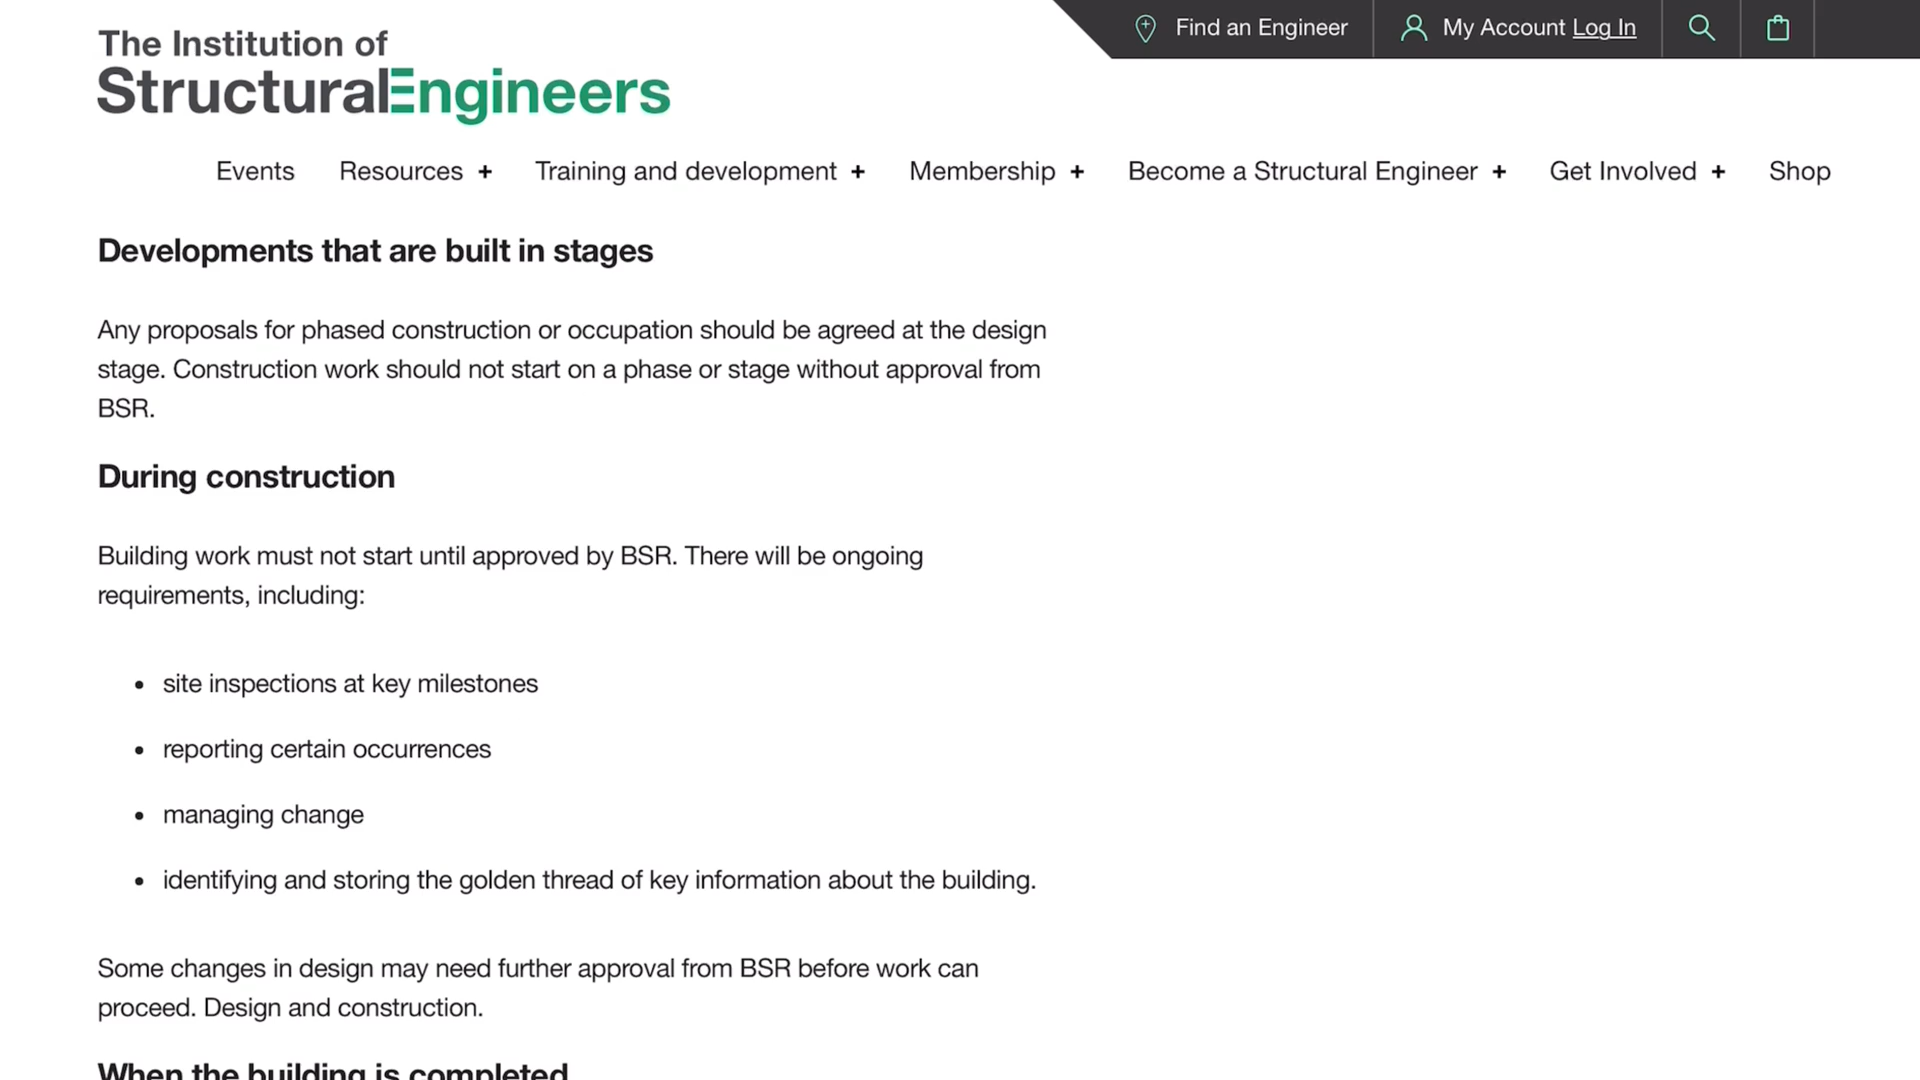 The Institution of
StructuralEngineers
Find an Engineer
My Account Log In
Events
Resources +
Training and development +
Membership +
Become a Structural Engineer +
Get Involved +
Shop
Developments that are built in stages
Any proposals for phased construction or occupation should be agreed at the design
stage. Construction work should not start on a phase or stage without approval from
BSR.
During construction
Building work must not start until approved by BSR. There will be ongoing
requirements, including:
• site inspections at key milestones
• reporting certain occurrences
• managing change
• identifying and storing the golden thread of key information about the building.
Some changes in design may need further approval from BSR before work can
proceed. Design and construction.
When the building is completed